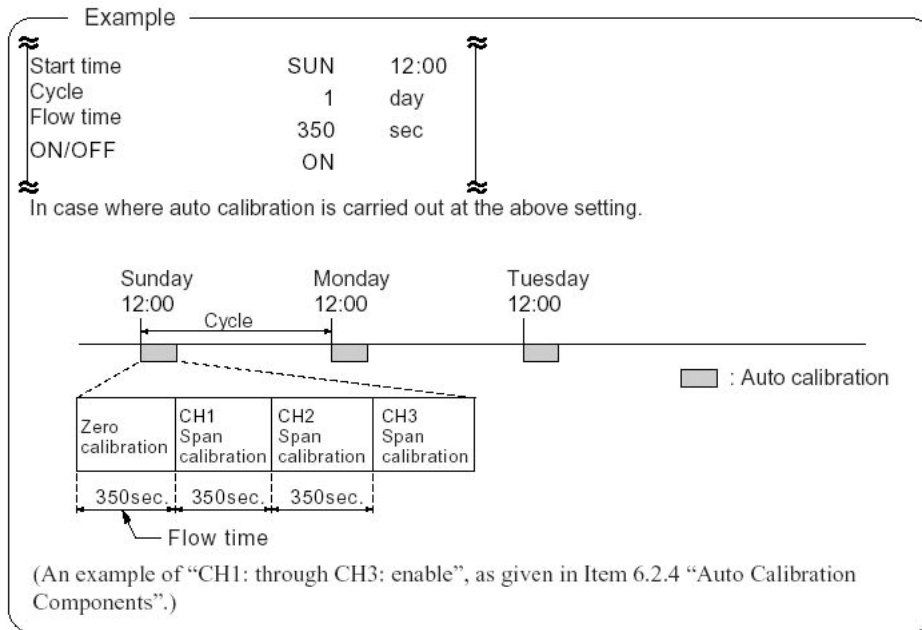 Example
Start time SUN 12:00
Cycle 1 day
Flow time 350 sec
ON/OFF ON
In case where auto calibration is carried out at the above setting.
Sunday Monday Tuesday
12:00 12:00 12:00
Cycle
: Auto calibration
Zero calibration
CH1 Span calibration
CH2 Span calibration
CH3 Span calibration
350sec. 350sec. 350sec.
Flow time
(An example of “CH1: through CH3: enable”, as given in Item 6.2.4 “Auto Calibration
Components”.)